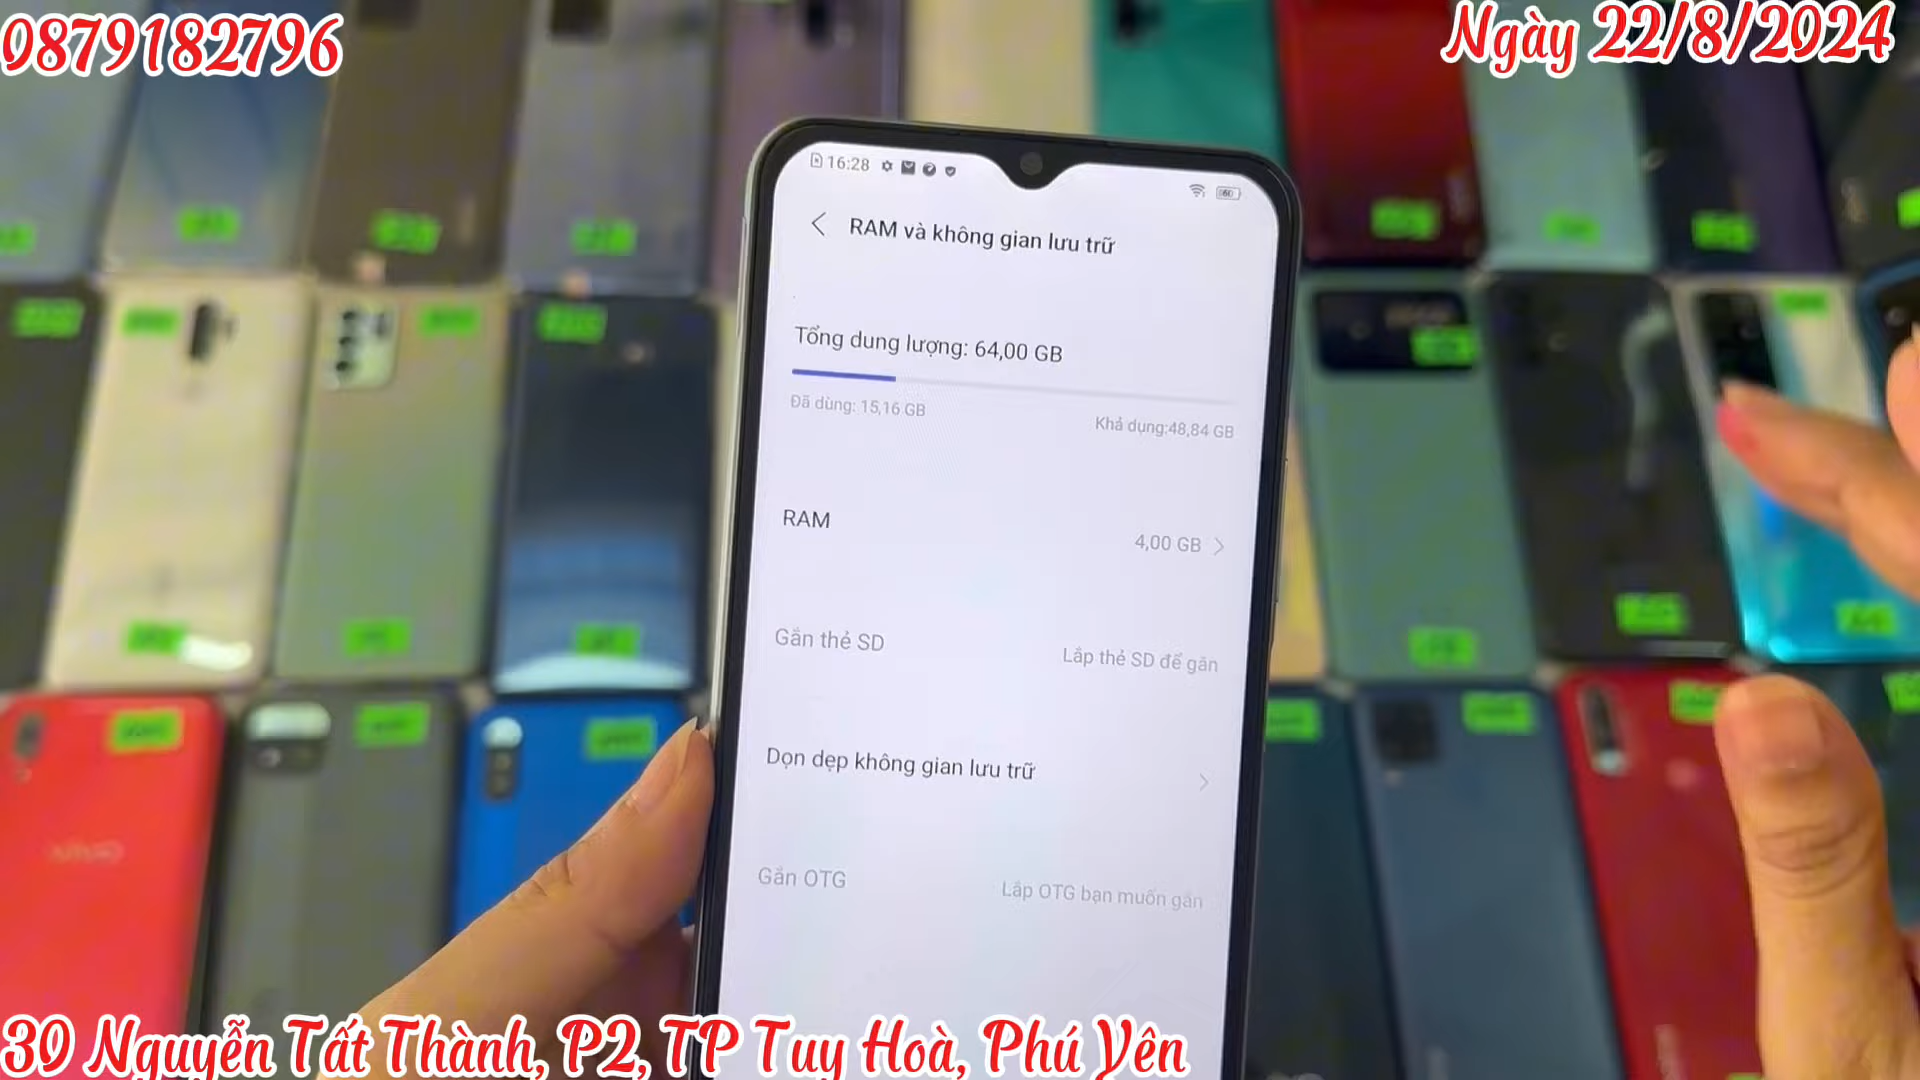 0879182796
Ngày 22/8/2024
16:28
60
RAM và không gian lưu trữ
Tổng dung lượng: 64,00 GB
Đã dùng: 15,16 GB
Khả dụng:48,84 GB
RAM
4,00 GB
Gắn thẻ SD
Lắp thẻ SD để gắn
Dọn dẹp không gian lưu trữ
Gắn OTG
Lắp OTG bạn muốn gắn
30 Nguyễn Tất Thành, P2, TP Tuy Hoà, Phú Yên